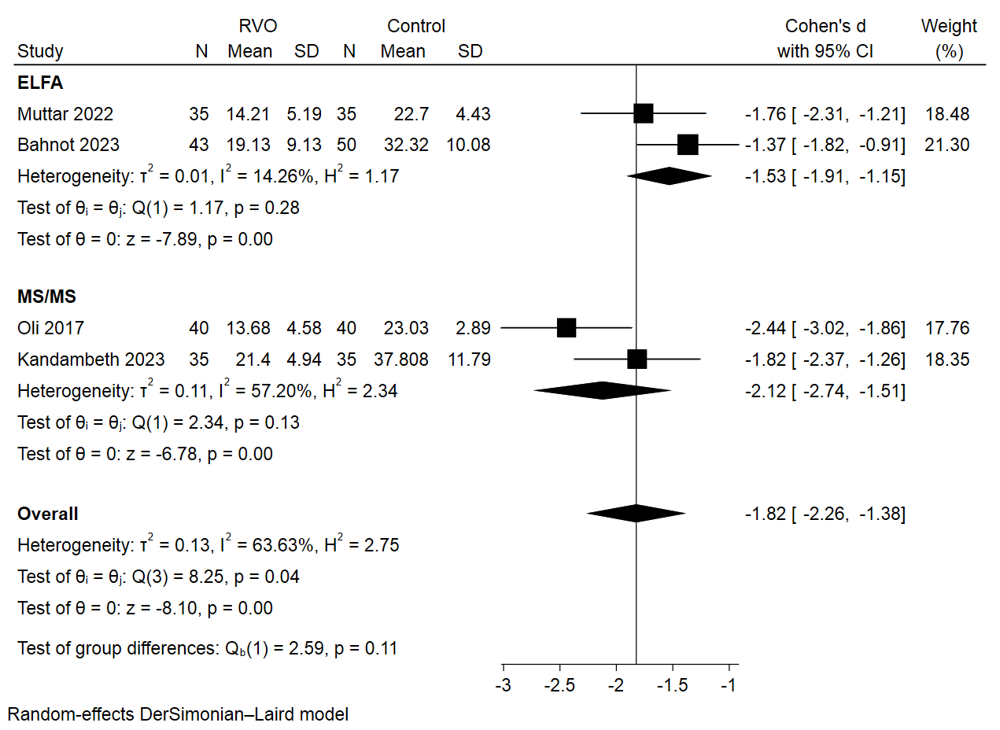 RVO Control Cohen's d Weight
Study N Mean SD N Mean SD with 95% CI (%)
ELFA
Muttar 2022 35 14.21 5.19 35 22.7 4.43 -1.76 [ -2.31, -1.21] 18.48
Bahnot 2023 43 19.13 9.13 50 32.32 10.08 -1.37 [ -1.82, -0.91] 21.30
Heterogeneity: τ² = 0.01, I² = 14.26%, H² = 1.17 -1.53 [ -1.91, -1.15]
Test of θᵢ = θⱼ: Q(1) = 1.17, p = 0.28
Test of θ = 0: z = -7.89, p = 0.00
MS/MS
Oli 2017 40 13.68 4.58 40 23.03 2.89 -2.44 [ -3.02, -1.86] 17.76
Kandambeth 2023 35 21.4 4.94 35 37.808 11.79 -1.82 [ -2.37, -1.26] 18.35
Heterogeneity: τ² = 0.11, I² = 57.20%, H² = 2.34 -2.12 [ -2.74, -1.51]
Test of θᵢ = θⱼ: Q(1) = 2.34, p = 0.13
Test of θ = 0: z = -6.78, p = 0.00
Overall -1.82 [ -2.26, -1.38]
Heterogeneity: τ² = 0.13, I² = 63.63%, H² = 2.75
Test of θᵢ = θⱼ: Q(3) = 8.25, p = 0.04
Test of θ = 0: z = -8.10, p = 0.00
Test of group differences: Q_b(1) = 2.59, p = 0.11
-3 -2.5 -2 -1.5 -1
Random-effects DerSimonian–Laird model